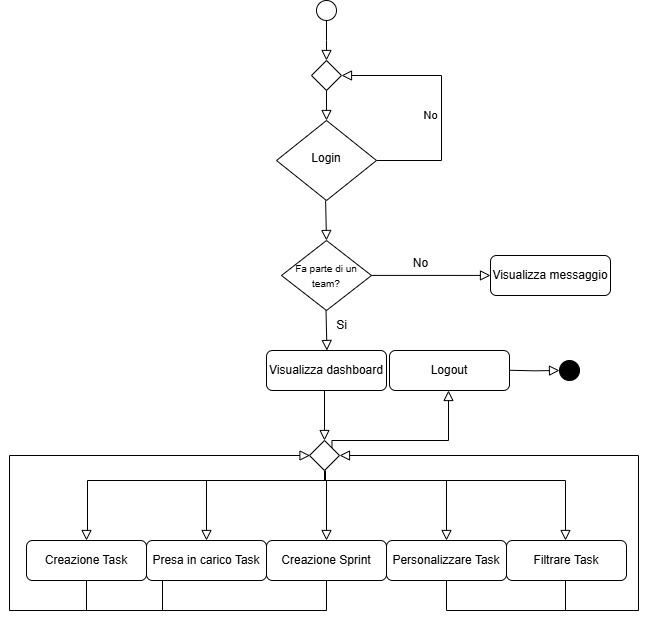 No
Login
Fa parte di un
team?
No
Visualizza messaggio
Si
Visualizza dashboard
Logout
Creazione Task
Presa in carico Task
Creazione Sprint
Personalizzare Task
Filtrare Task